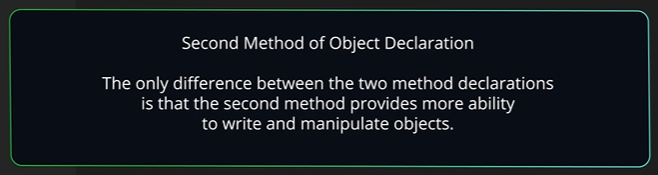 Second Method of Object Declaration
The only difference between the two method declarations
is that the second method provides more ability
to write and manipulate objects.